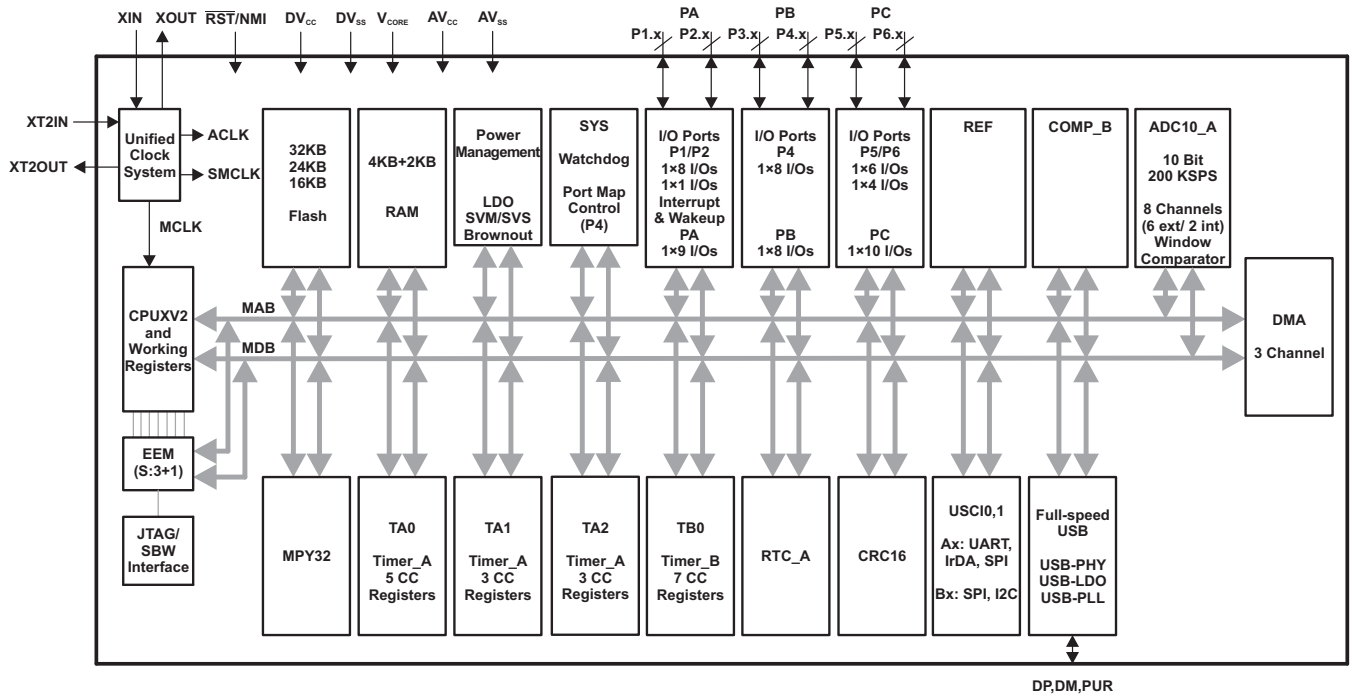 XIN XOUT RST/NMI DVCC DVSS VCORE AVCC AVSS
PA PB PC
P1.x P2.x P3.x P4.x P5.x P6.x
XT2IN
XT2OUT
Unified
Clock
System
ACLK
SMCLK
MCLK
32KB
24KB
16KB
Flash
4KB+2KB
RAM
Power
Management
LDO
SVM/SVS
Brownout
SYS
Watchdog
Port Map
Control
(P4)
I/O Ports
P1/P2
1×8 I/Os
1×1 I/Os
Interrupt
& Wakeup
PA
1×9 I/Os
I/O Ports
P4
1×8 I/Os
PB
1×8 I/Os
I/O Ports
P5/P6
1×6 I/Os
1×4 I/Os
PC
1×10 I/Os
REF
COMP_B
ADC10_A
10 Bit
200 KSPS
8 Channels
(6 ext/ 2 int)
Window
Comparator
CPUXV2
and
Working
Registers
MAB
MDB
DMA
3 Channel
EEM
(S:3+1)
JTAG/
SBW
Interface
MPY32
TA0
Timer_A
5 CC
Registers
TA1
Timer_A
3 CC
Registers
TA2
Timer_A
3 CC
Registers
TB0
Timer_B
7 CC
Registers
RTC_A
CRC16
USCI0,1
Ax: UART,
IrDA, SPI
Bx: SPI, I2C
Full-speed
USB
USB-PHY
USB-LDO
USB-PLL
DP,DM,PUR